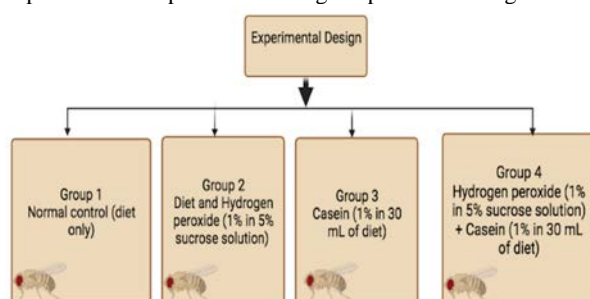 Experimental Design
Group 1
Normal control (diet
only)
Group 2
Diet and Hydrogen
peroxide (1% in 5%
sucrose solution)
Group 3
Casein (1% in 30
mL of diet)
Group 4
Hydrogen peroxide (1%
in 5% sucrose solution)
+ Casein (1% in 30 mL
of diet)